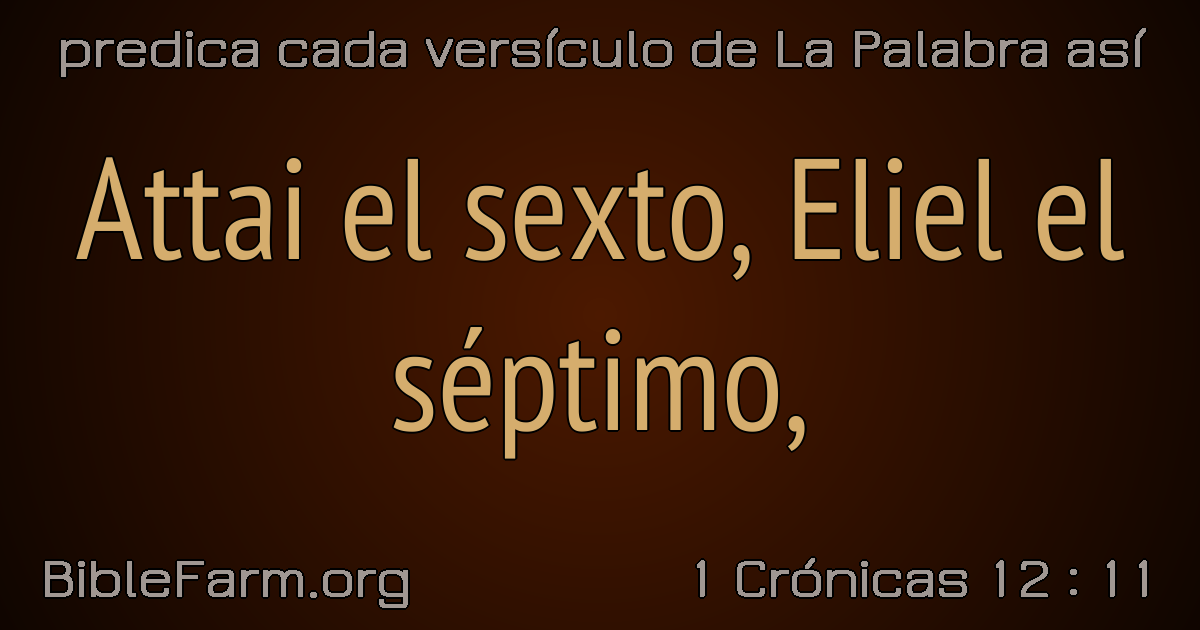 predica cada versículo de La Palabra así
Attai el sexto, Eliel el
séptimo,
BibleFarm.org
1 Crónicas 12 : 11